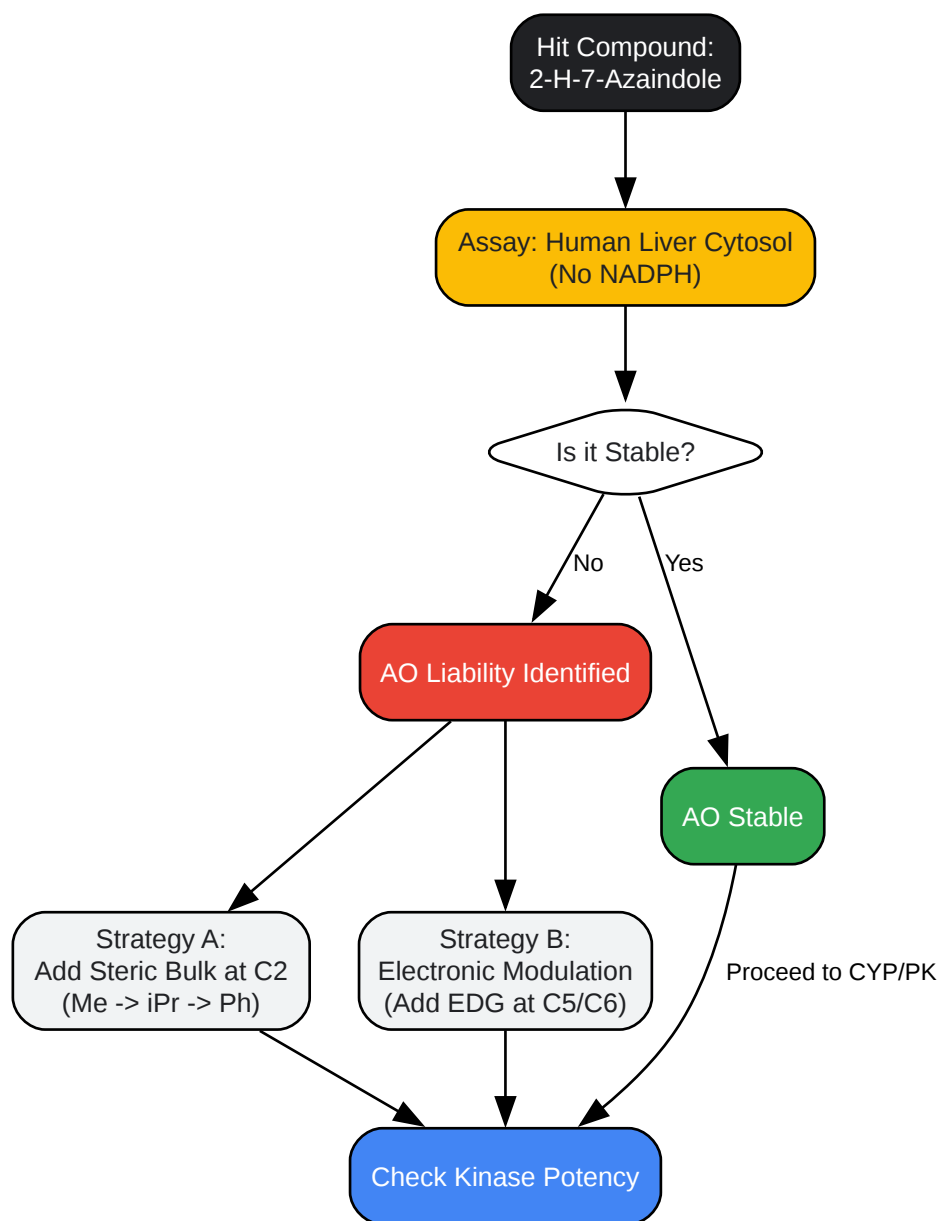 Hit Compound:
2-H-7-Azaindole
Assay: Human Liver Cytosol
(No NADPH)
Is it Stable?
No
Yes
AO Liability Identified
AO Stable
Strategy A:
Add Steric Bulk at C2
(Me -> iPr -> Ph)
Strategy B:
Electronic Modulation
(Add EDG at C5/C6)
Proceed to CYP/PK
Check Kinase Potency